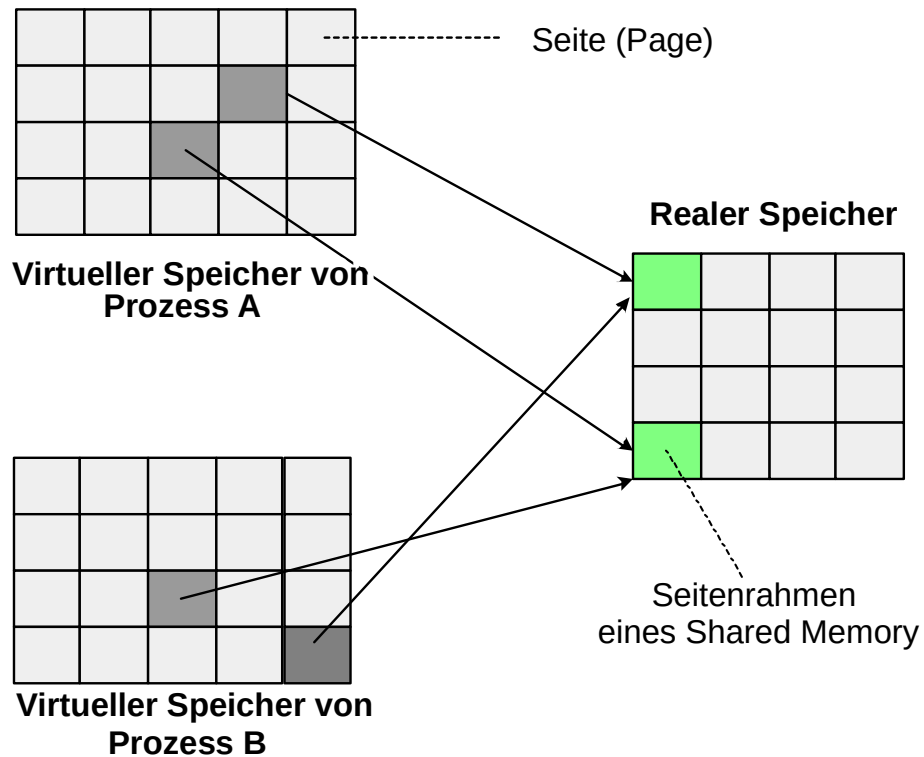 Seite (Page)
Realer Speicher
Virtueller Speicher von
Prozess A
Seitenrahmen
eines Shared Memory
Virtueller Speicher von
Prozess B